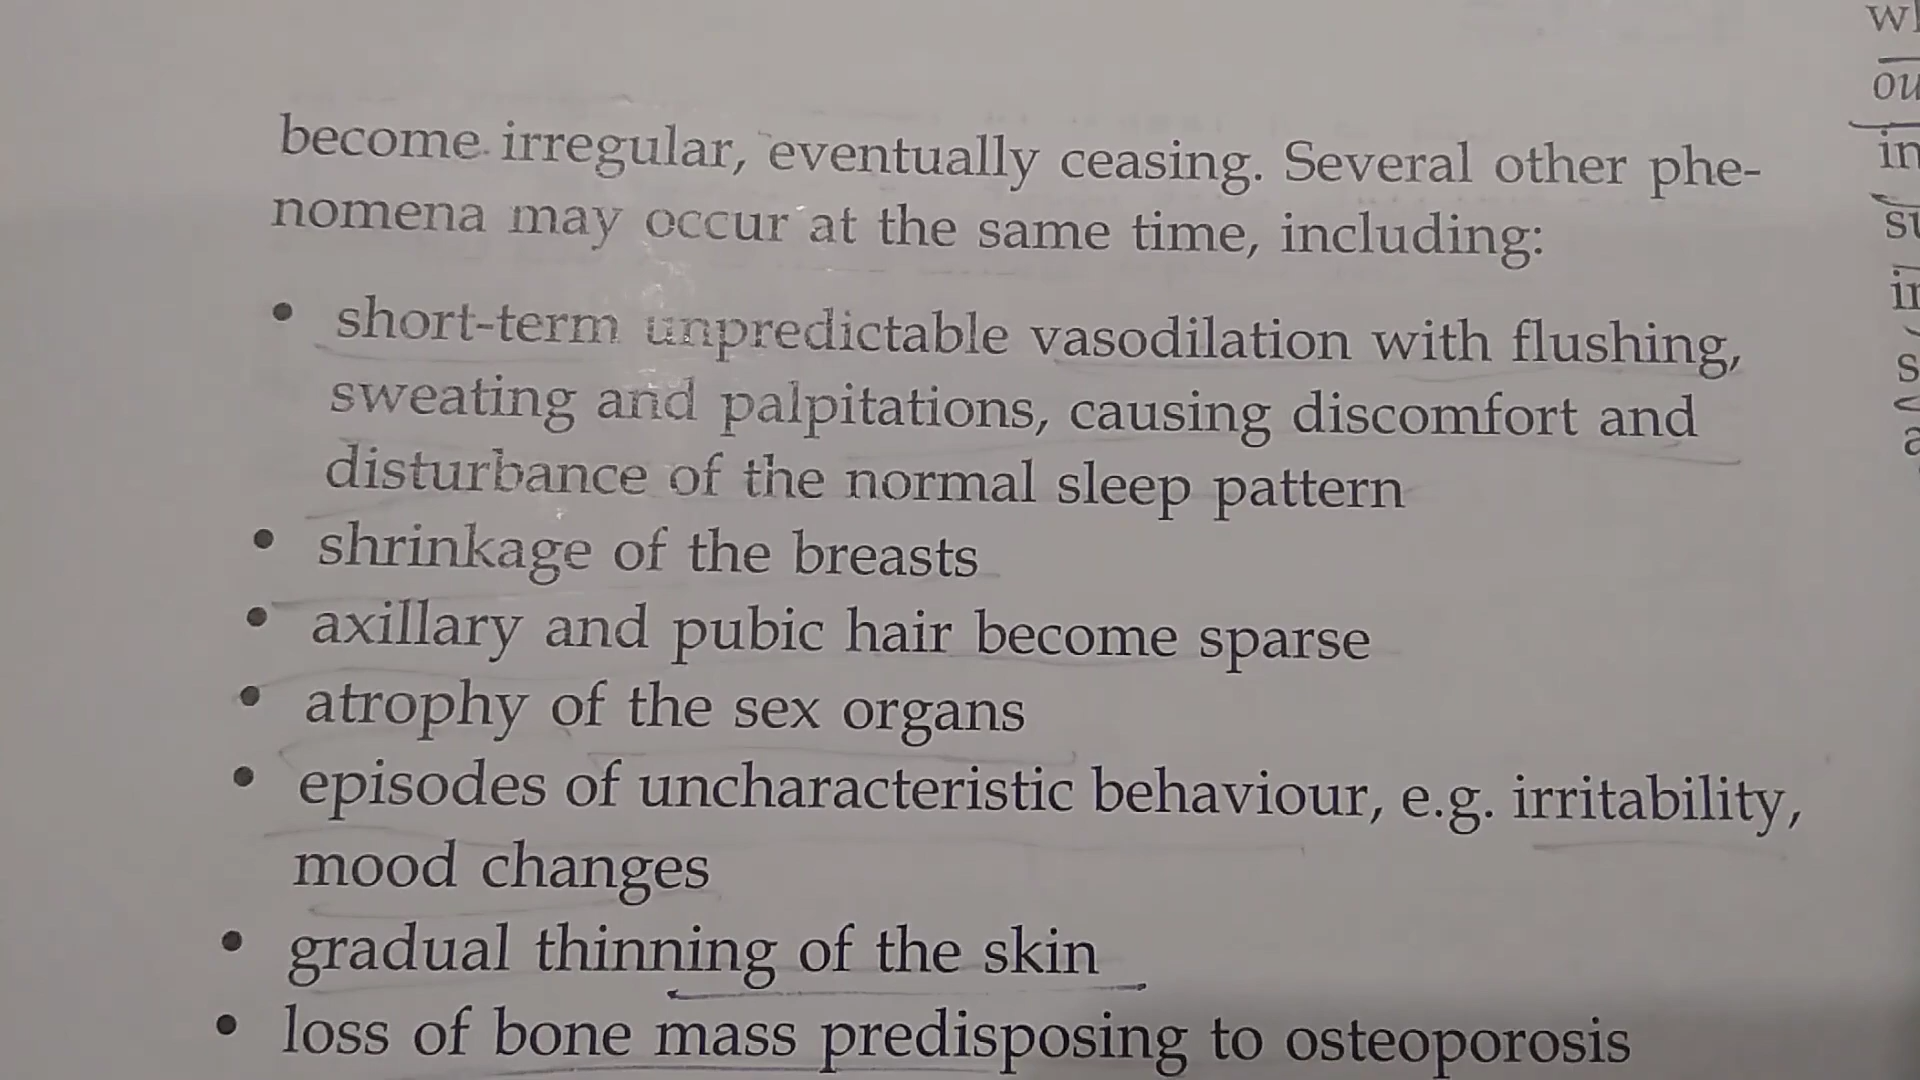 become irregular, eventually ceasing. Several other phe-
nomena may occur at the same time, including:
• short-term unpredictable vasodilation with flushing,
sweating and palpitations, causing discomfort and
disturbance of the normal sleep pattern
• shrinkage of the breasts
• axillary and pubic hair become sparse
• atrophy of the sex organs
• episodes of uncharacteristic behaviour, e.g. irritability,
mood changes
• gradual thinning of the skin
• loss of bone mass predisposing to osteoporosis